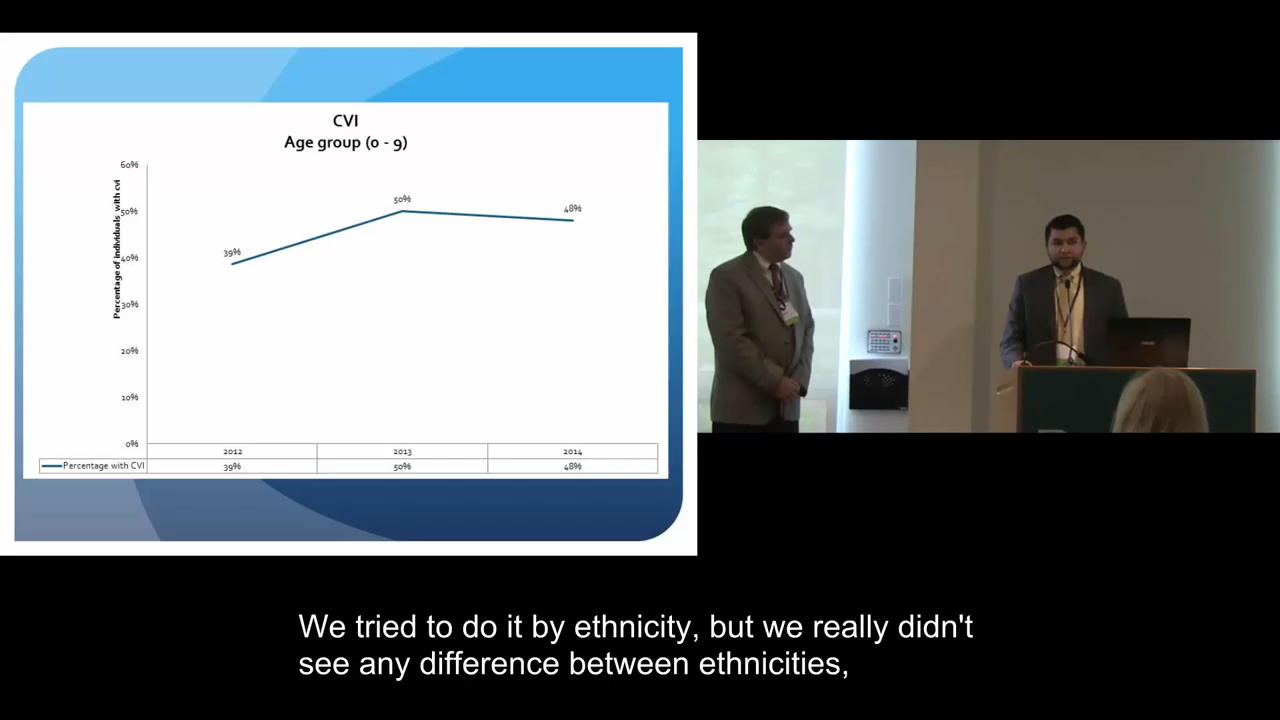 CVI
Age group (0 - 9)
Percentage of individuals with cvi
60%
50%
40%
30%
20%
10%
0%
39%
50%
48%
2012 2013 2014
Percentage with CVI 39% 50% 48%
We tried to do it by ethnicity, but we really didn't
see any difference between ethnicities,